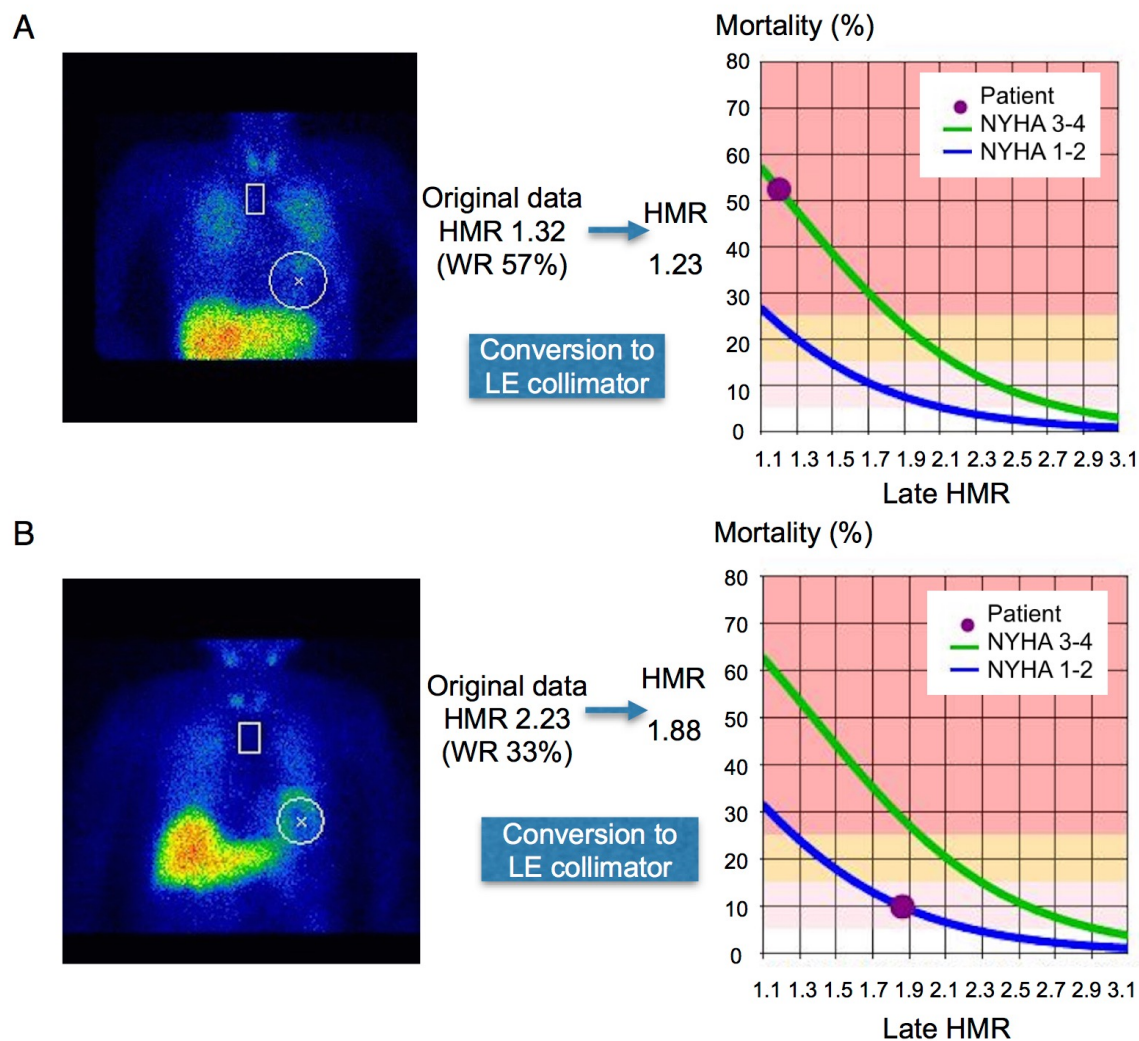 A
Mortality (%)
80
70
60
50
40
30
20
10
0
Patient
NYHA 3-4
NYHA 1-2
Original data
HMR 1.32
(WR 57%)
HMR
1.23
Conversion to
LE collimator
1.1 1.3 1.5 1.7 1.9 2.1 2.3 2.5 2.7 2.9 3.1
Late HMR
B
Mortality (%)
80
70
60
50
40
30
20
10
0
Patient
NYHA 3-4
NYHA 1-2
Original data
HMR 2.23
(WR 33%)
HMR
1.88
Conversion to
LE collimator
1.1 1.3 1.5 1.7 1.9 2.1 2.3 2.5 2.7 2.9 3.1
Late HMR